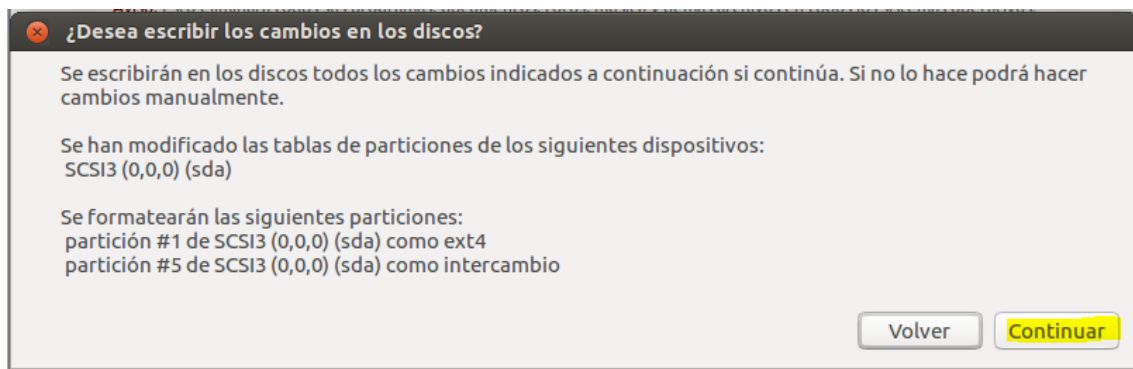 ¿Desea escribir los cambios en los discos?
Se escribirán en los discos todos los cambios indicados a continuación si continúa. Si no lo hace podrá hacer
cambios manualmente.
Se han modificado las tablas de particiones de los siguientes dispositivos:
SCSI3 (0,0,0) (sda)
Se formatearán las siguientes particiones:
partición #1 de SCSI3 (0,0,0) (sda) como ext4
partición #5 de SCSI3 (0,0,0) (sda) como intercambio
Volver
Continuar